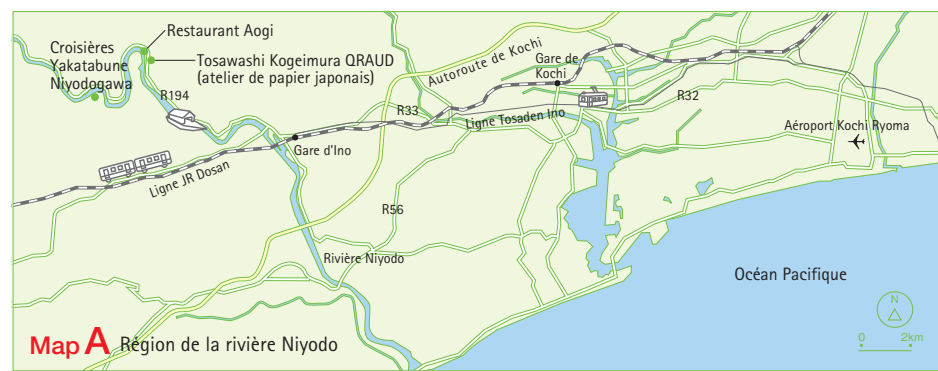 Restaurant Aogi
Croisières
Yakatabune
Niyodogawa
Tosawashi Kogeimura QRAUD
(atelier de papier japonais)
R194
Autoroute de Kochi
Gare de
Kochi
R33
Ligne Tosaden Ino
R32
Aéroport Kochi Ryoma
Gare d'Ino
Ligne JR Dosan
R56
Rivière Niyodo
Océan Pacifique
N
0 2km
Map A Région de la rivière Niyodo